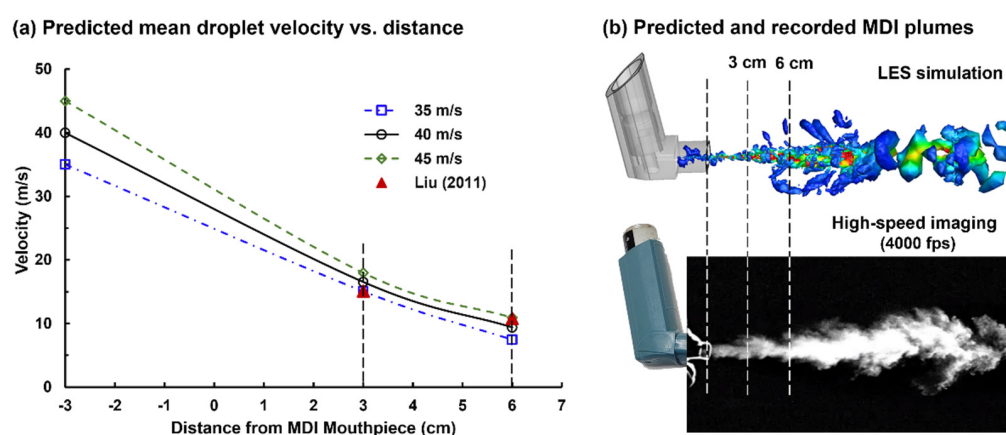 (a) Predicted mean droplet velocity vs. distance
50
40
30
20
10
0
Velocity (m/s)
-3
-2
-1
0
1
2
3
4
5
6
7
Distance from MDI Mouthpiece (cm)
35 m/s
40 m/s
45 m/s
Liu (2011)
(b) Predicted and recorded MDI plumes
3 cm
6 cm
LES simulation
High-speed imaging
(4000 fps)